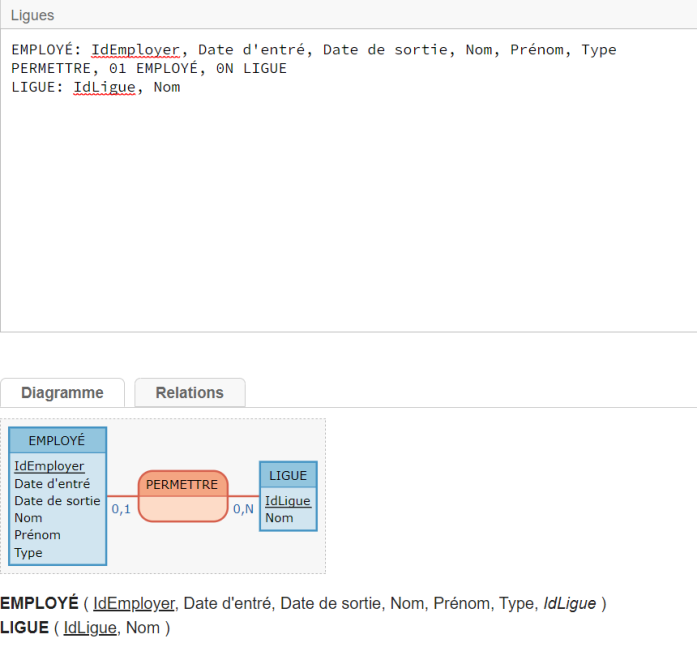 Ligues
EMPLOYÉ: IdEmployer, Date d'entré, Date de sortie, Nom, Prénom, Type
PERMETTRE, 01 EMPLOYÉ, 0N LIGUE
LIGUE: IdLigue, Nom
Diagramme
Relations
EMPLOYÉ
IdEmployer
Date d'entré
Date de sortie
Nom
Prénom
Type
0,1
PERMETTRE
0,N
LIGUE
IdLigue
Nom
EMPLOYÉ ( IdEmployer, Date d'entré, Date de sortie, Nom, Prénom, Type, IdLigue )
LIGUE ( IdLigue, Nom )